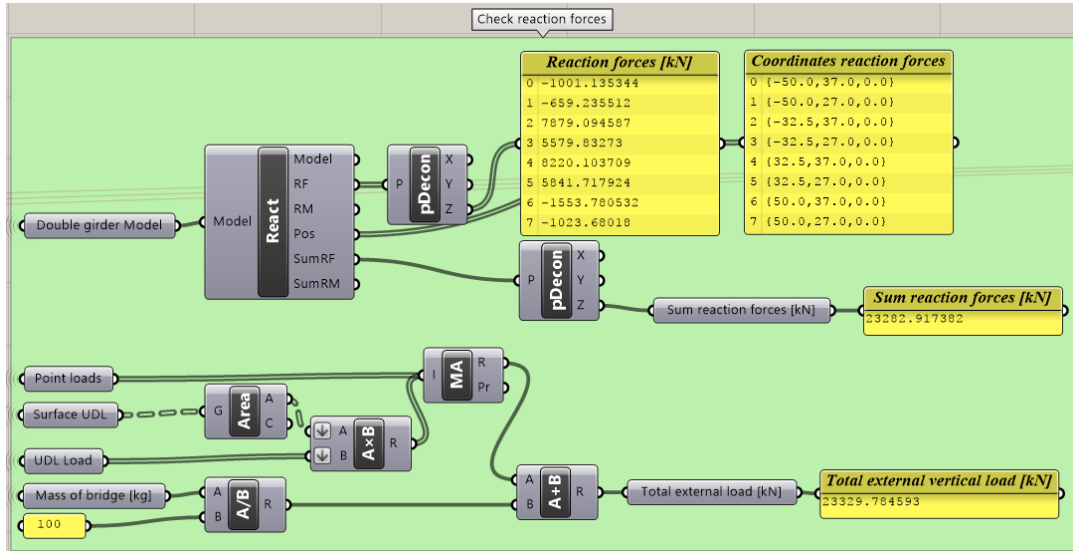 Check reaction forces
Reaction forces [kN]
0 -1001.135344
1 -659.235512
2 7879.094587
3 5579.83273
4 8220.103709
5 5841.717924
6 -1553.780532
7 -1023.68018
Coordinates reaction forces
0 {-50.0,37.0,0.0}
1 {-50.0,27.0,0.0}
2 {-32.5,37.0,0.0}
3 {-32.5,27.0,0.0}
4 {32.5,37.0,0.0}
5 {32.5,27.0,0.0}
6 {50.0,37.0,0.0}
7 {50.0,27.0,0.0}
Double girder Model
Model
React
Model
RF
RM
Pos
SumRF
SumRM
P
pDecon
X
Y
Z
P
pDecon
X
Y
Z
Sum reaction forces [kN]
Sum reaction forces [kN]
23282.917382
Point loads
Surface UDL
UDL Load
Mass of bridge [kg]
100
G
Area
A
C
A
B
A×B
R
I
MA
R
Pr
A
B
A/B
R
A
B
A+B
R
Total external load [kN]
Total external vertical load [kN]
23329.784593